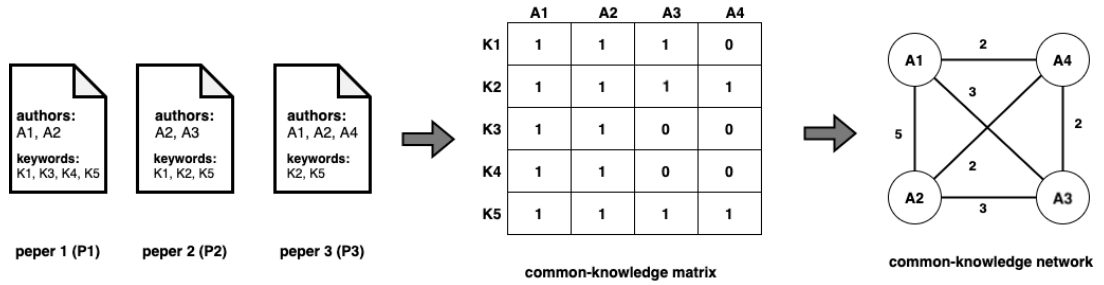 authors:
A1, A2
keywords:
K1, K3, K4, K5
peper 1 (P1)
authors:
A2, A3
keywords:
K1, K2, K5
peper 2 (P2)
authors:
A1, A2, A4
keywords:
K2, K5
peper 3 (P3)
A1 A2 A3 A4
K1 1 1 1 0
K2 1 1 1 1
K3 1 1 0 0
K4 1 1 0 0
K5 1 1 1 1
common-knowledge matrix
A1 2 A4
3
5 2
2
A2 3 A3
common-knowledge network